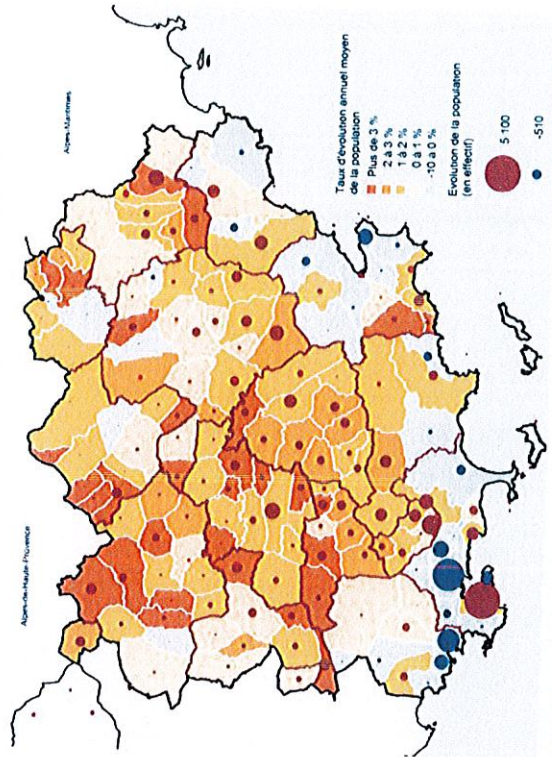 Alpes-de-Haute-Provence
Alpes-Maritimes
Taux d'évolution annuel moyen
de la population
Plus de 3 %
2 à 3 %
1 à 2 %
0 à 1 %
-10 à 0 %
Evolution de la population
(en effectif)
5 100
-510